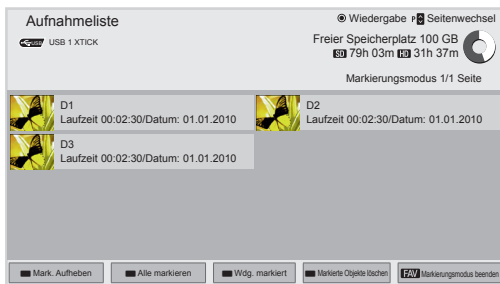 Aufnahmeliste
Wiedergabe P Seitenwechsel
USB USB 1 XTICK
Freier Speicherplatz 100 GB
SD 79h 03m HD 31h 37m
Markierungsmodus 1/1 Seite
D1
Laufzeit 00:02:30/Datum: 01.01.2010
D2
Laufzeit 00:02:30/Datum: 01.01.2010
D3
Laufzeit 00:02:30/Datum: 01.01.2010
Mark. Aufheben Alle markieren Wdg. markiert Markierte Objekte löschen FAV Markierungsmodus beenden